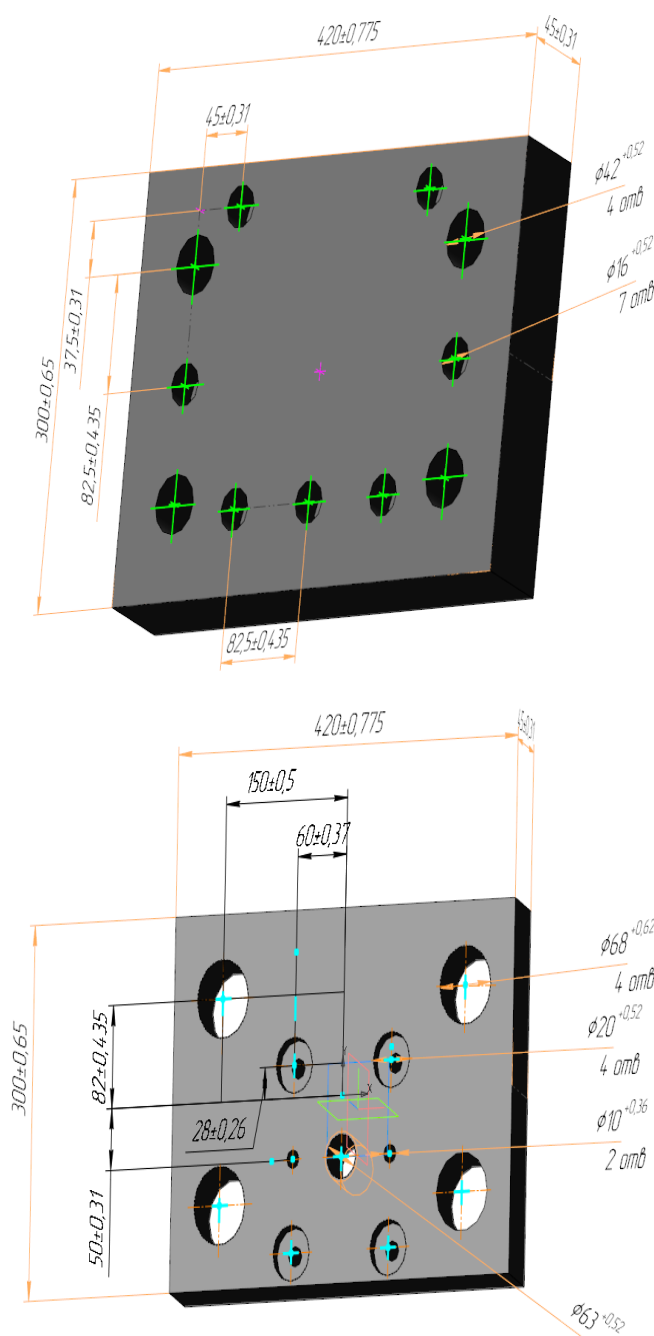 420±0,775
45±0,31
45±0,31
ϕ42 +0,52
4 отв
ϕ16 +0,52
7 отв
37,5±0,31
300±0,65
82,5±0,435
82,5±0,435
420±0,775
45±0,31
150±0,5
60±0,37
ϕ68 +0,62
4 отв
ϕ20 +0,52
4 отв
82±0,435
300±0,65
Y
X
28±0,26
ϕ10 +0,36
2 отв
50±0,31
ϕ63 +0,52